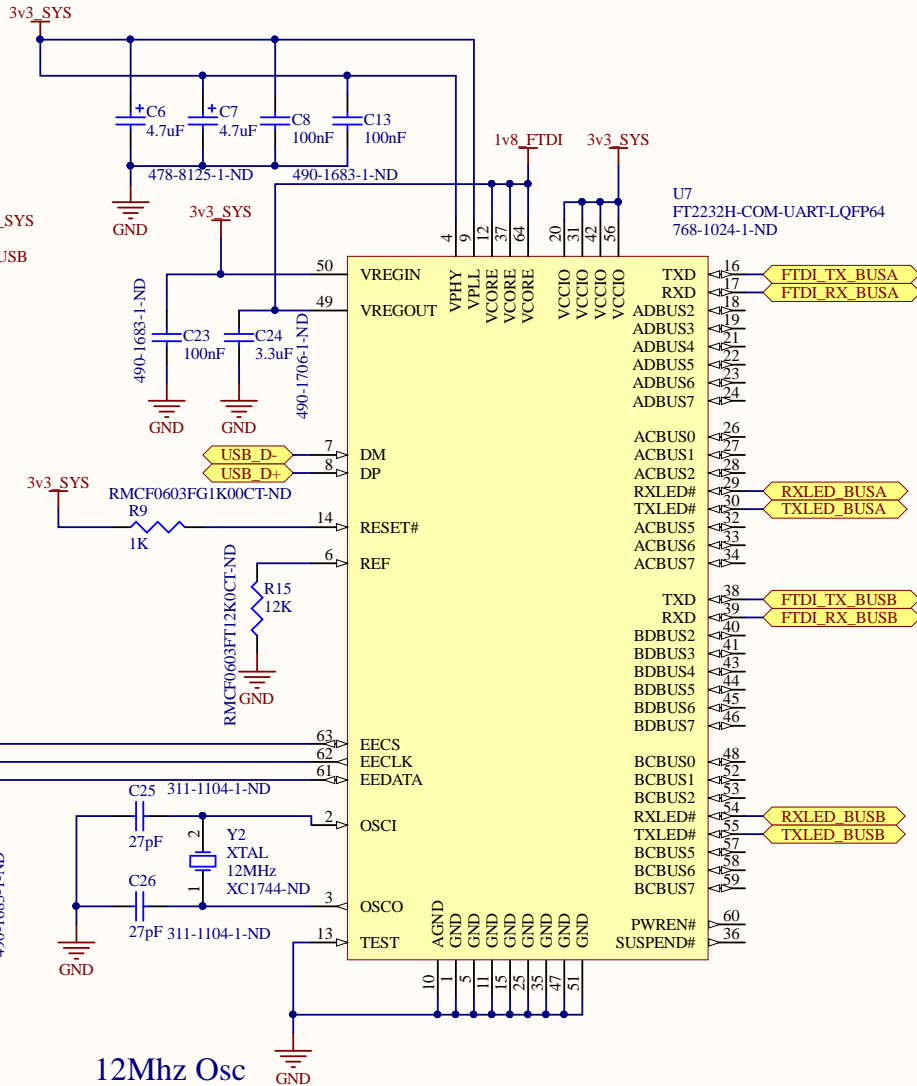 3v3_SYS
C6
4.7uF
C7
4.7uF
C8
100nF
C13
100nF
478-8125-1-ND
490-1683-1-ND
GND
1v8_FTDI
3v3_SYS
U7
FT2232H-COM-UART-LQFP64
768-1024-1-ND
_SYS
USB
3v3_SYS
4
9
12
37
64
20
31
42
56
VPHY
VPLL
VCORE
VCORE
VCORE
VCCIO
VCCIO
VCCIO
VCCIO
50
VREGIN
49
VREGOUT
490-1683-1-ND
C23
100nF
C24
3.3uF
490-1706-1-ND
GND
GND
USB_D-
7
DM
USB_D+
8
DP
3v3_SYS
RMCF0603FG1K00CT-ND
R9
1K
14
RESET#
6
REF
RMCF0603FT12K0CT-ND
R15
12K
GND
63
EECS
62
EECLK
61
EEDATA
C25
311-1104-1-ND
27pF
2
OSCI
2
Y2
XTAL
12MHz
XC1744-ND
1
C26
27pF
311-1104-1-ND
3
OSCO
13
TEST
GND
TXD
16
FTDI_TX_BUSA
RXD
17
FTDI_RX_BUSA
ADBUS2
18
ADBUS3
19
ADBUS4
21
ADBUS5
22
ADBUS6
23
ADBUS7
24
ACBUS0
26
ACBUS1
27
ACBUS2
28
RXLED#
29
RXLED_BUSA
TXLED#
30
TXLED_BUSA
ACBUS5
32
ACBUS6
33
ACBUS7
34
TXD
38
FTDI_TX_BUSB
RXD
39
FTDI_RX_BUSB
BDBUS2
40
BDBUS3
41
BDBUS4
43
BDBUS5
44
BDBUS6
45
BDBUS7
46
BCBUS0
48
BCBUS1
52
BCBUS2
53
RXLED#
54
RXLED_BUSB
TXLED#
55
TXLED_BUSB
BCBUS5
57
BCBUS6
58
BCBUS7
59
PWREN#
60
SUSPEND#
36
AGND
GND
GND
GND
GND
GND
GND
GND
GND
10
1
5
11
15
25
35
47
51
GND
12Mhz Osc